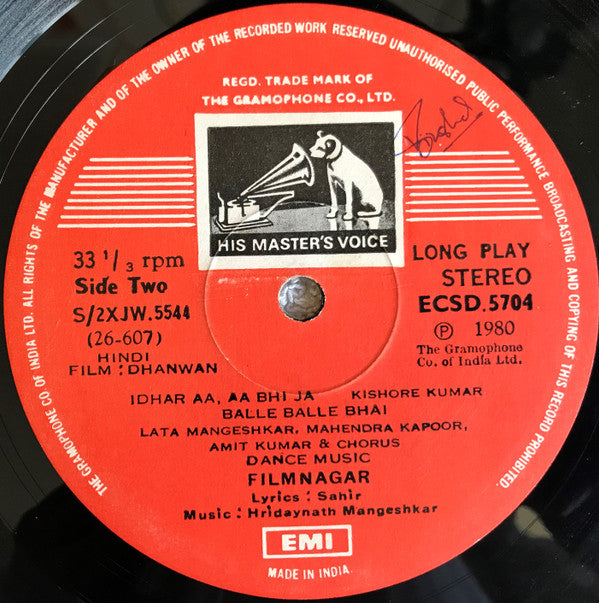 THE GRAMOPHONE CO OF INDIA LTD. ALL RIGHTS OF THE MANUFACTURER AND OF THE OWNER OF THE RECORDED WORK RESERVED UNAUTHORISED PUBLIC PERFORMANCE BROADCASTING AND COPYING OF THIS RECORD PROHIBITED.
REGD. TRADE MARK OF
THE GRAMOPHONE CO., LTD.
HIS MASTER'S VOICE
33 1/3 rpm
Side Two
S/2XJW.5544
(26-607)
HINDI
FILM : DHANWAN
LONG PLAY
STEREO
ECSD.5704
Ⓟ 1980
The Gramophone
Co. of India Ltd.
IDHAR AA, AA BHI JA KISHORE KUMAR
BALLE BALLE BHAI
LATA MANGESHKAR, MAHENDRA KAPOOR,
AMIT KUMAR & CHORUS
DANCE MUSIC
FILMNAGAR
Lyrics : Sahir
Music : Hridaynath Mangeshkar
EMI
MADE IN INDIA.